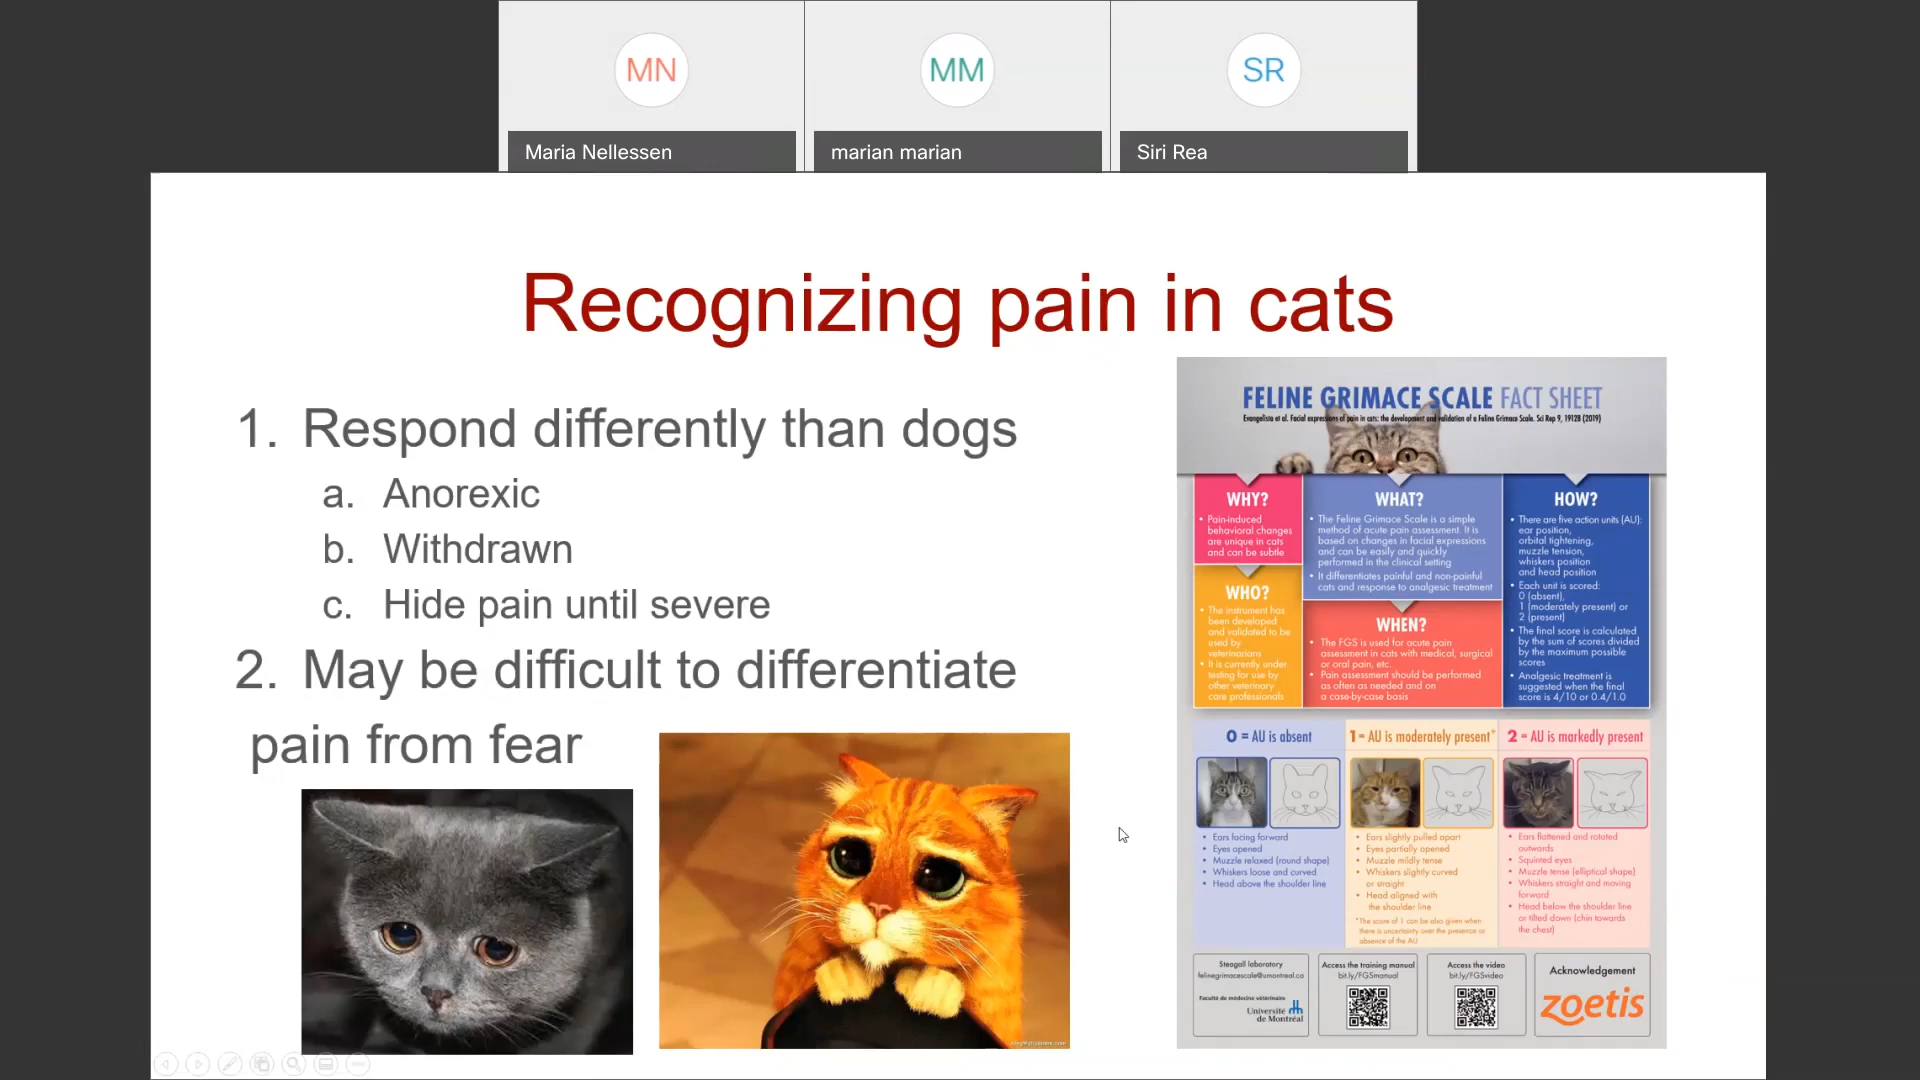 MN
MM
SR
Maria Nellessen
marian marian
Siri Rea
Recognizing pain in cats
1. Respond differently than dogs
a. Anorexic
b. Withdrawn
c. Hide pain until severe
2. May be difficult to differentiate
pain from fear
FELINE GRIMACE SCALE FACT SHEET
Evangelista et al. Facial expressions of pain in cats: the development and validation of a Feline Grimace Scale. Sci Rep 9, 19128 (2019)
WHY?
• Pain-induced
behavioral changes
are unique in cats
and can be subtle
WHAT?
• The Feline Grimace Scale is a simple
method of acute pain assessment. It is
based on changes in facial expressions
and can be easily and quickly
performed in the clinical setting
• It differentiates painful and non-painful
cats and response to analgesic treatment
HOW?
• There are five action units (AU):
ear position,
orbital tightening,
muzzle tension,
whiskers position
and head position
• Each unit is scored:
0 (absent),
1 (moderately present) or
2 (present)
• The final score is calculated
by the sum of scores divided
by the maximum possible
scores
• Analgesic treatment is
suggested when the final
score is 4/10 or 0.4/1.0
WHO?
• The instrument has
been developed
and validated to be
used by
veterinarians
• It is currently under
testing for use by
other veterinary
care professionals
WHEN?
• The FGS is used for acute pain
assessment in cats with medical, surgical
or oral pain, etc.
• Pain assessment should be performed
as often as needed and on
a case-by-case basis
0 = AU is absent
• Ears facing forward
• Eyes opened
• Muzzle relaxed (round shape)
• Whiskers loose and curved
• Head above the shoulder line
1 = AU is moderately present*
• Ears slightly pulled apart
• Eyes partially opened
• Muzzle mildly tense
• Whiskers slightly curved
or straight
• Head aligned with
the shoulder line
*The score of 1 can be also given when
there is uncertainty over the presence or
absence of the AU
2 = AU is markedly present
• Ears flattened and rotated
outwards
• Squinted eyes
• Muzzle tense (elliptical shape)
• Whiskers straight and moving
forward
• Head below the shoulder line
or tilted down (chin towards
the chest)
Steagall laboratory
felinegrimacescale@umontreal.ca
Faculté de médecine vétérinaire
Université
de Montréal
Access the training manual
bit.ly/FGSmanual
Access the video
bit.ly/FGSvideo
Acknowledgement
zoetis